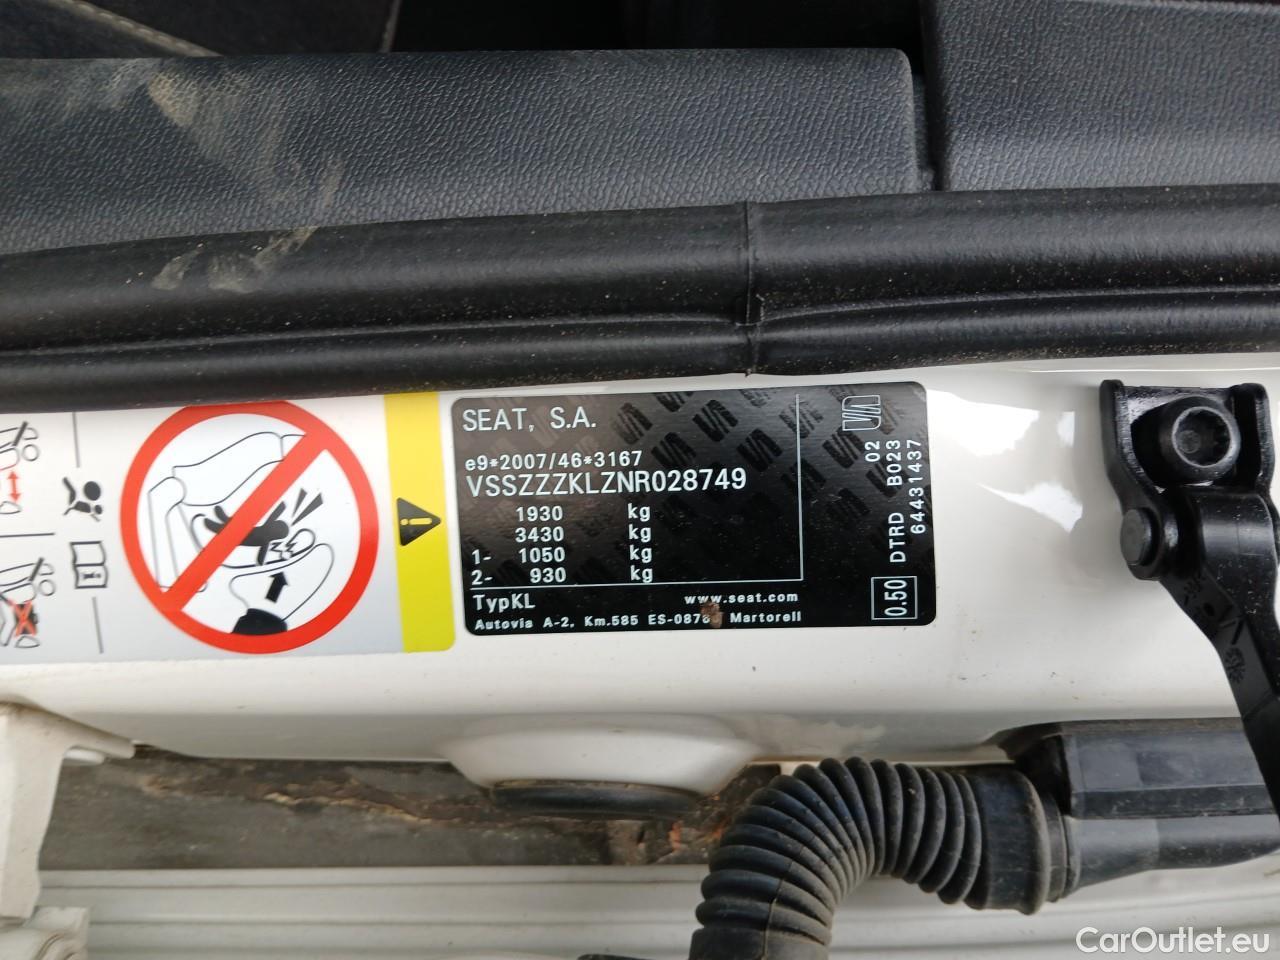 SEAT, S.A.
e9*2007/46*3167
VSSZZZKLZNR028749
1930 kg
3430 kg
1- 1050 kg
2- 930 kg
TypKL www.seat.com
Autovia A-2, Km.585 ES-0876 Martorell
DTRD B023 02
64431437
0.50
CarOutlet.eu